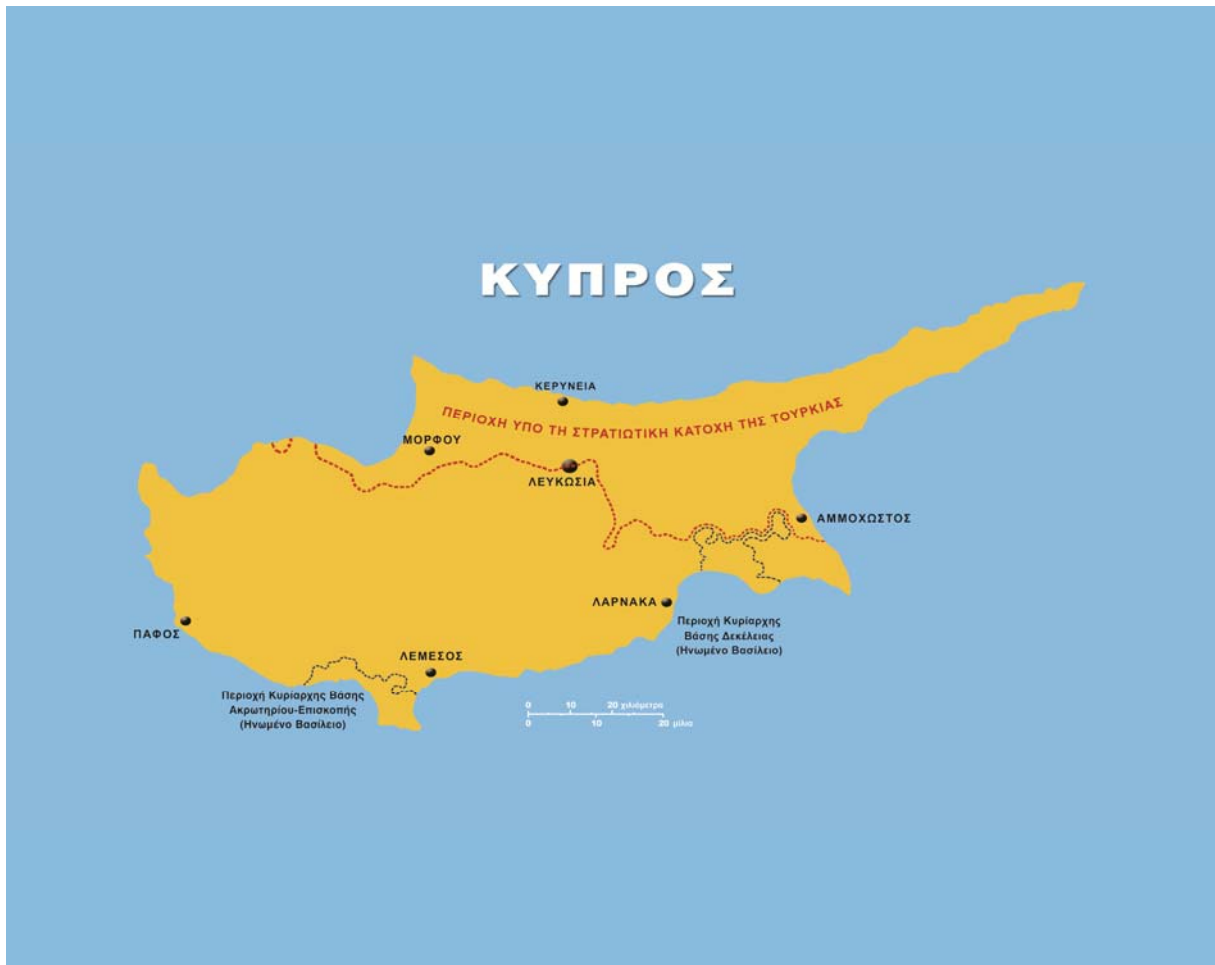 ΚΥΠΡΟΣ
ΚΕΡΥΝΕΙΑ
ΠΕΡΙΟΧΗ ΥΠΟ ΤΗ ΣΤΡΑΤΙΩΤΙΚΗ ΚΑΤΟΧΗ ΤΗΣ ΤΟΥΡΚΙΑΣ
ΜΟΡΦΟΥ
ΛΕΥΚΩΣΙΑ
ΑΜΜΟΧΩΣΤΟΣ
ΛΑΡΝΑΚΑ
Περιοχή Κυρίαρχης
Βάσης Δεκέλειας
(Ηνωμένο Βασίλειο)
ΠΑΦΟΣ
ΛΕΜΕΣΟΣ
Περιοχή Κυρίαρχης Βάσης
Ακρωτηρίου-Επισκοπής
(Ηνωμένο Βασίλειο)
0 10 20 χιλιόμετρα
0 10 20 μίλια